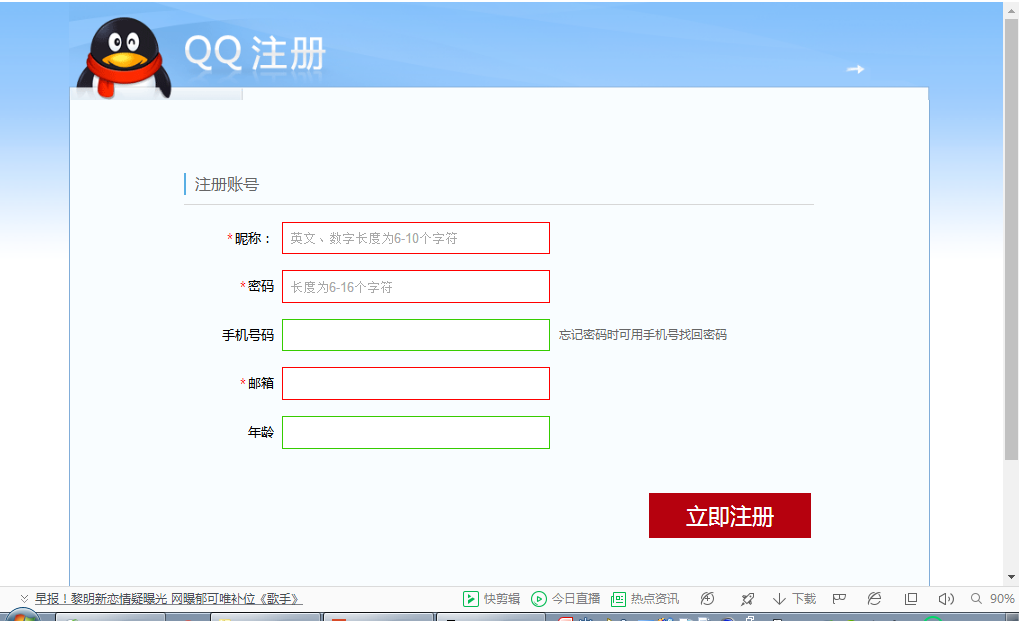 QQ 注册
注册账号
*昵称： 英文、数字长度为6-10个字符
*密码 长度为6-16个字符
手机号码 忘记密码时可用手机号找回密码
*邮箱
年龄
立即注册
早报！黎明新恋情疑曝光 网曝郁可唯补位《歌手》 快剪辑 今日直播 热点资讯 下载 90%